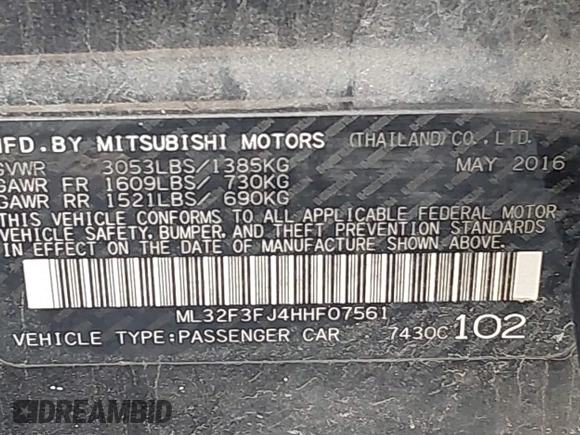 MFD.BY MITSUBISHI MOTORS (THAILAND)CO.,LTD.
GVWR 3053LBS/1385KG MAY 2016
GAWR FR 1609LBS/ 730KG
GAWR RR 1521LBS/ 690KG
THIS VEHICLE CONFORMS TO ALL APPLICABLE FEDERAL MOTOR
VEHICLE SAFETY, BUMPER, AND THEFT PREVENTION STANDARDS
IN EFFECT ON THE DATE OF MANUFACTURE SHOWN ABOVE.
ML32F3FJ4HHF07561
VEHICLE TYPE:PASSENGER CAR 7430C 102
DREAMBID